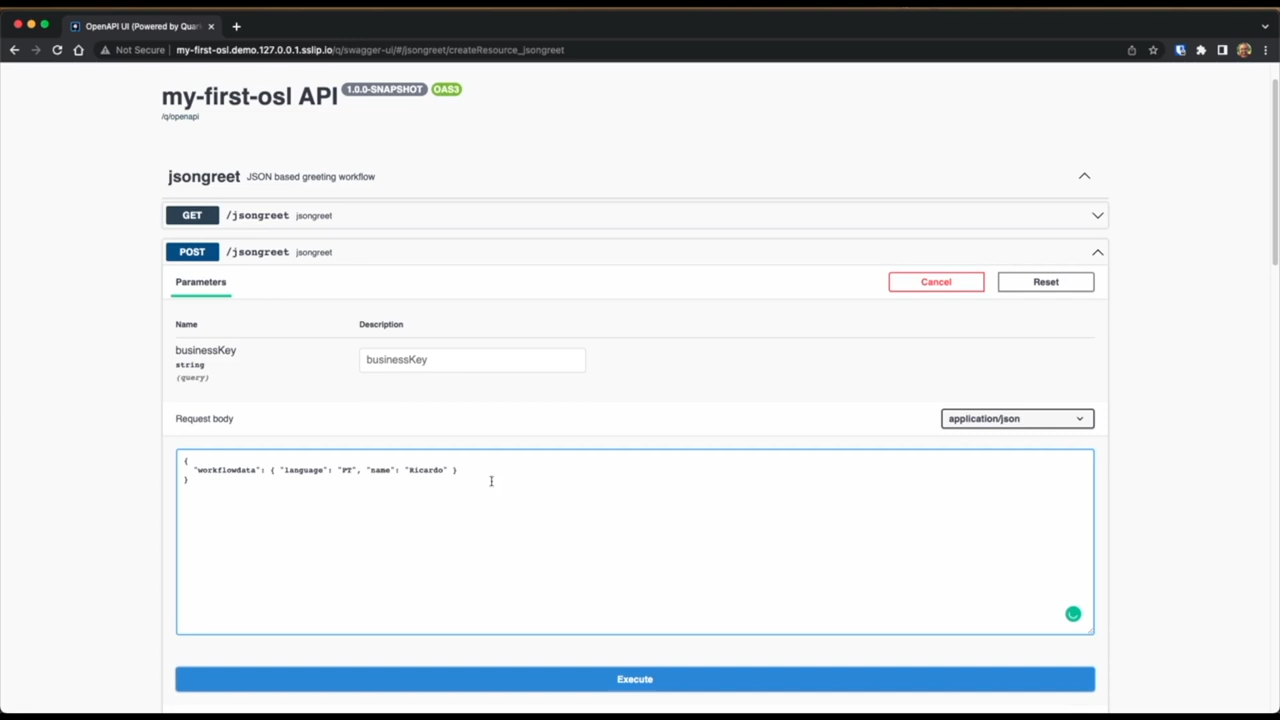 OpenAPI UI (Powered by Quar
Not Secure my-first-osl.demo.127.0.0.1.sslip.io/q/swagger-ui/#/jsongreet/createResource_jsongreet
my-first-osl API 1.0.0-SNAPSHOT OAS3
/q/openapi
jsongreet JSON based greeting workflow
GET /jsongreet jsongreet
POST /jsongreet jsongreet
Parameters Cancel Reset
Name Description
businessKey businessKey
string
(query)
Request body application/json
{
"workflowdata": { "language": "PT", "name": "Ricardo" }
}
Execute